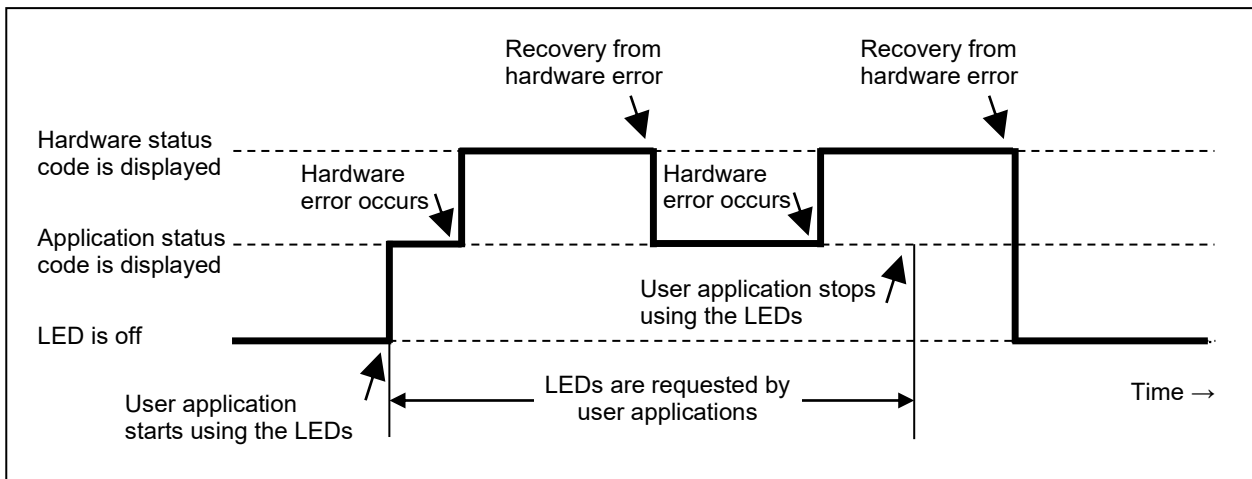 Recovery from
hardware error
Recovery from
hardware error
Hardware status
code is displayed
Hardware
error occurs
Hardware
error occurs
Application status
code is displayed
User application stops
using the LEDs
LED is off
LEDs are requested by
user applications
Time →
User application
starts using the LEDs